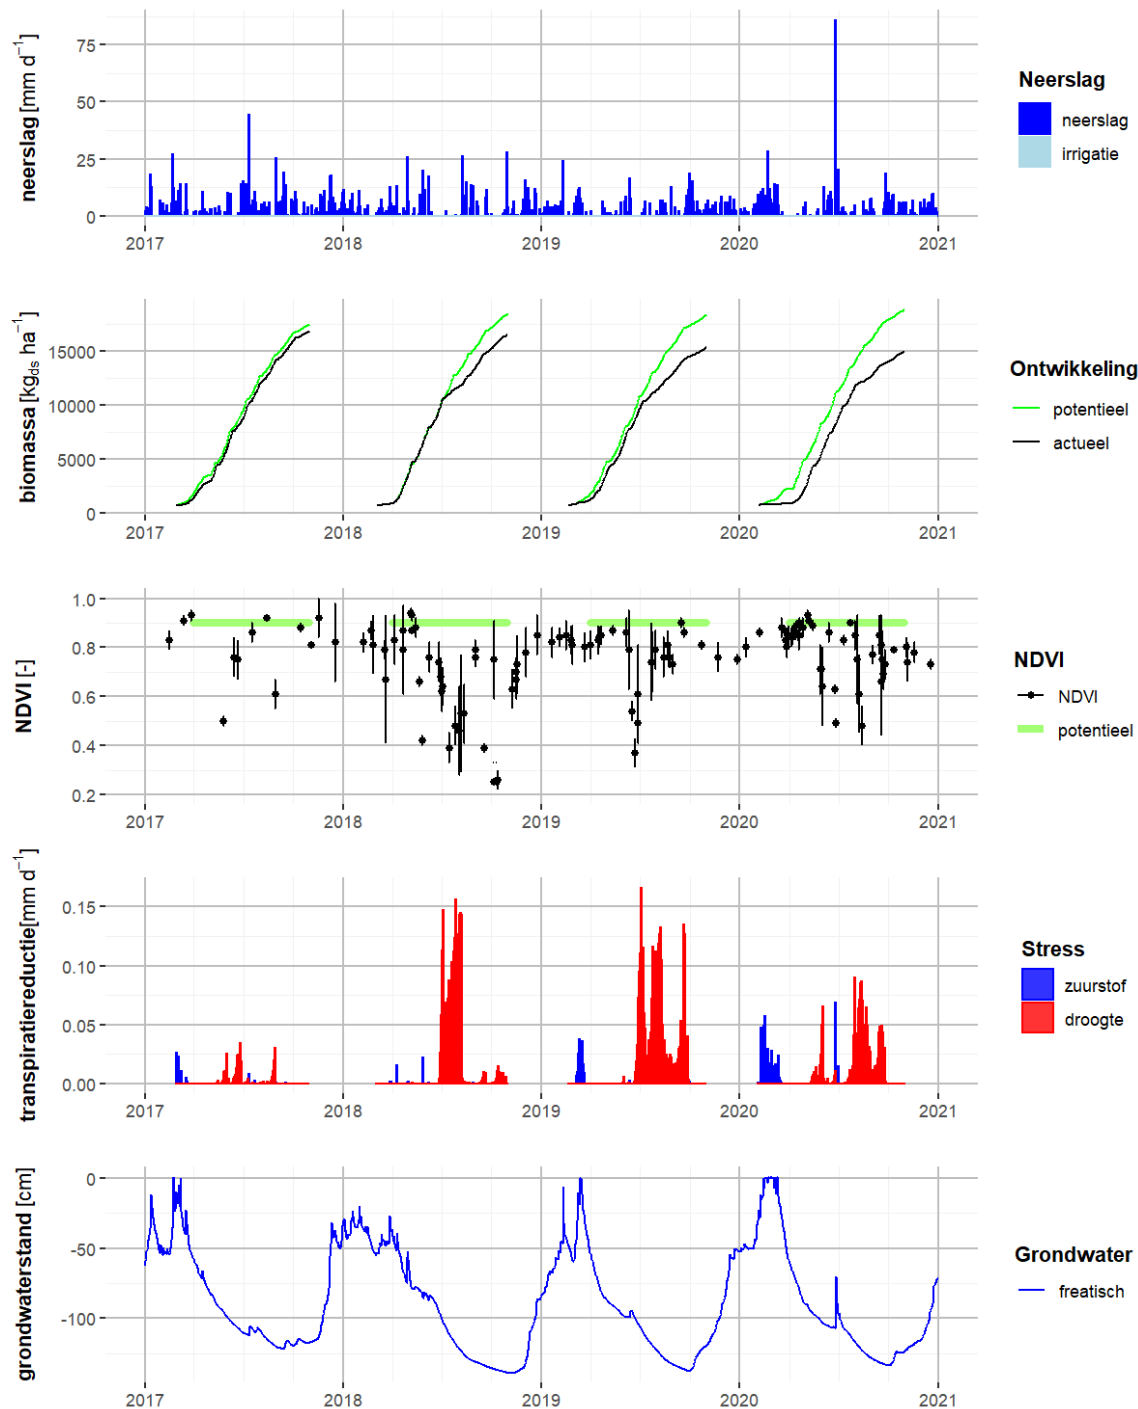 neerslag [mm d⁻¹]
75
50
25
0
2017 2018 2019 2020 2021
Neerslag
neerslag
irrigatie
biomassa [kg_ds ha⁻¹]
15000
10000
5000
0
2017 2018 2019 2020 2021
Ontwikkeling
potentieel
actueel
NDVI [-]
1.0
0.8
0.6
0.4
0.2
2017 2018 2019 2020 2021
NDVI
NDVI
potentieel
transpiratiereductie[mm d⁻¹]
0.15
0.10
0.05
0.00
2017 2018 2019 2020 2021
Stress
zuurstof
droogte
grondwaterstand [cm]
0
-50
-100
2017 2018 2019 2020 2021
Grondwater
freatisch